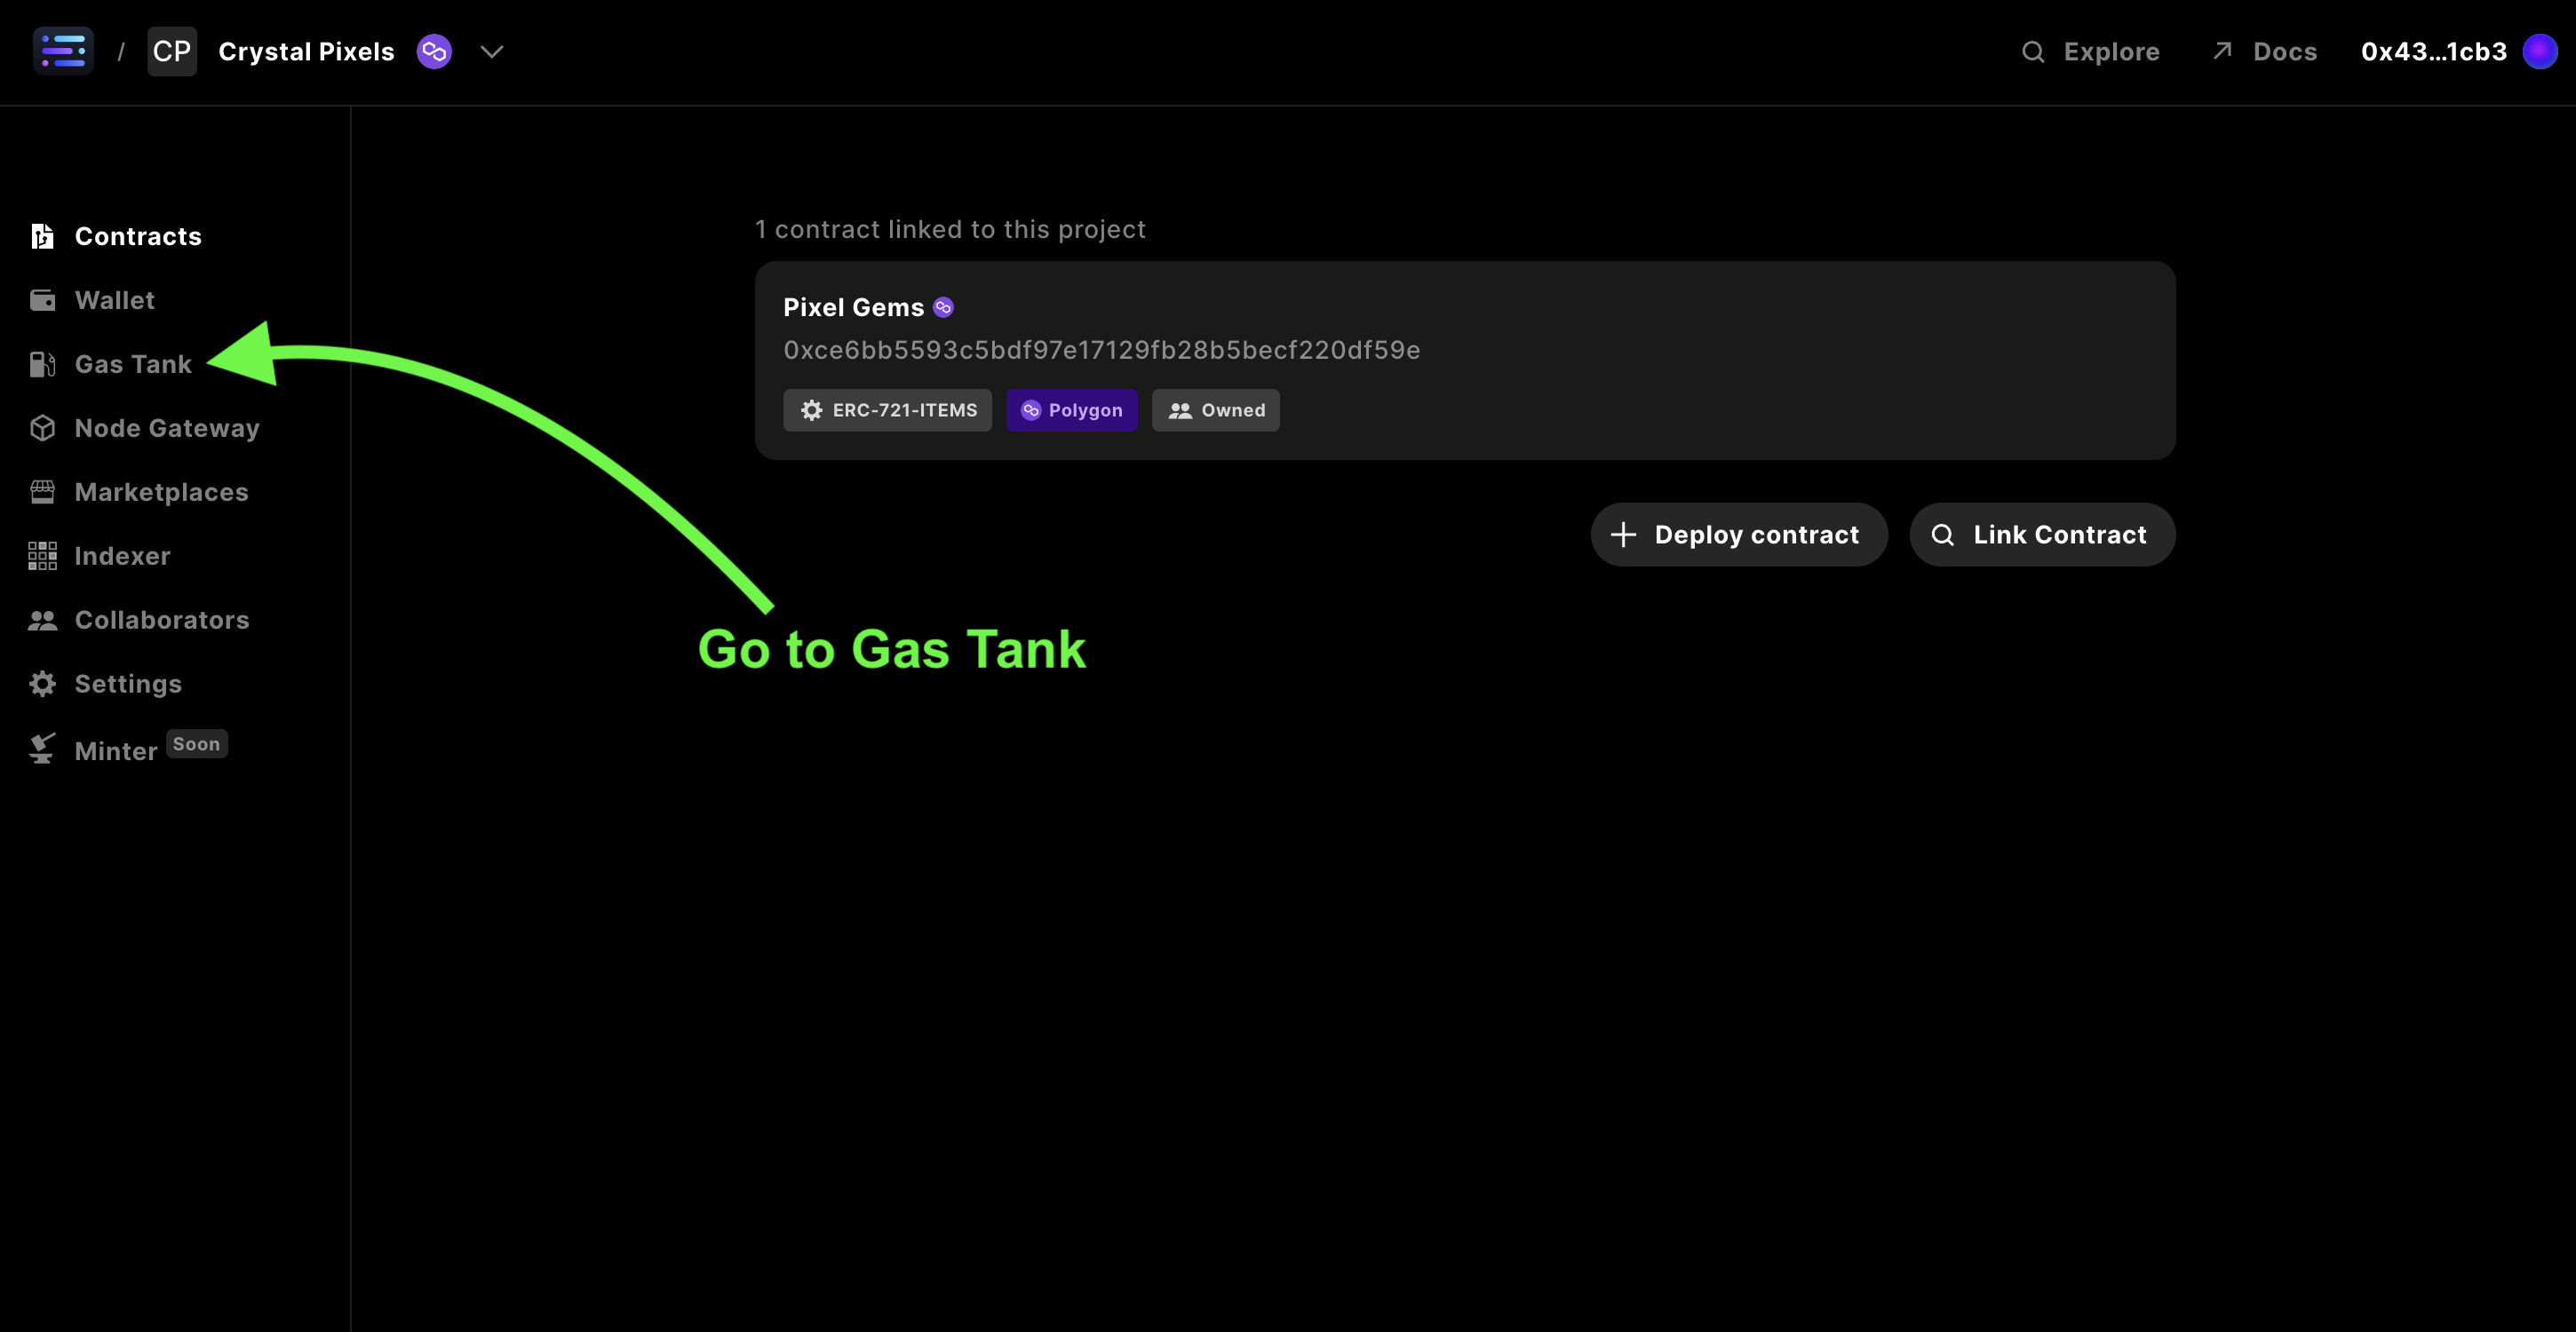 / CP Crystal Pixels
Explore
Docs
0x43...1cb3
Contracts
Wallet
Gas Tank
Node Gateway
Marketplaces
Indexer
Collaborators
Settings
Minter Soon
1 contract linked to this project
Pixel Gems
0xce6bb5593c5bdf97e17129fb28b5becf220df59e
ERC-721-ITEMS
Polygon
Owned
Deploy contract
Link Contract
Go to Gas Tank